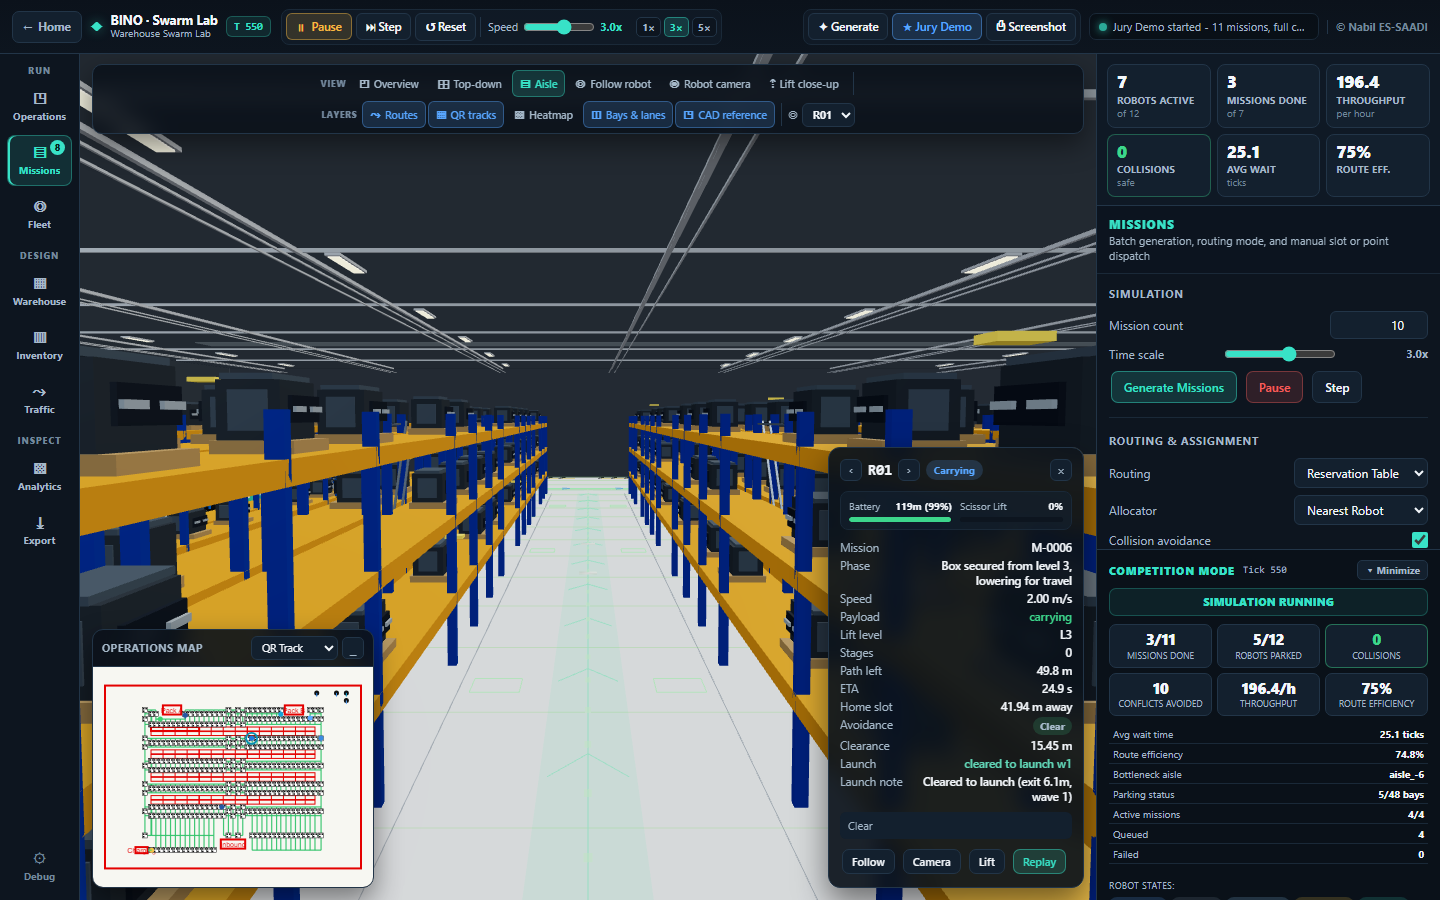 ← Home
BINO · Swarm Lab
Warehouse Swarm Lab
T 550
Pause
Step
Reset
Speed
3.0x
1x
3x
5x
Generate
Jury Demo
Screenshot
Jury Demo started - 11 missions, full c...
© Nabil ES-SAADI
RUN
Operations
8
Missions
Fleet
DESIGN
Warehouse
Inventory
Traffic
INSPECT
Analytics
Export
Debug
VIEW
Overview
Top-down
Aisle
Follow robot
Robot camera
Lift close-up
LAYERS
Routes
QR tracks
Heatmap
Bays & lanes
CAD reference
R01
OPERATIONS MAP
QR Track
_
R01
Carrying
Battery
119m (99%)
Scissor Lift
0%
Mission
M-0006
Phase
Box secured from level 3,
lowering for travel
Speed
2.00 m/s
Payload
carrying
Lift level
L3
Stages
0
Path left
49.8 m
ETA
24.9 s
Home slot
41.94 m away
Avoidance
Clear
Clearance
15.45 m
Launch
cleared to launch w1
Launch note
Cleared to launch (exit 6.1m,
wave 1)
Clear
Follow
Camera
Lift
Replay
7
ROBOTS ACTIVE
of 12
3
MISSIONS DONE
of 7
196.4
THROUGHPUT
per hour
0
COLLISIONS
safe
25.1
AVG WAIT
ticks
75%
ROUTE EFF.
MISSIONS
Batch generation, routing mode, and manual slot or point
dispatch
SIMULATION
Mission count
10
Time scale
3.0x
Generate Missions
Pause
Step
ROUTING & ASSIGNMENT
Routing
Reservation Table
Allocator
Nearest Robot
Collision avoidance
COMPETITION MODE
Tick 550
Minimize
SIMULATION RUNNING
3/11
MISSIONS DONE
5/12
ROBOTS PARKED
0
COLLISIONS
10
CONFLICTS AVOIDED
196.4/h
THROUGHPUT
75%
ROUTE EFFICIENCY
Avg wait time
25.1 ticks
Route efficiency
74.8%
Bottleneck aisle
aisle_-6
Parking status
5/48 bays
Active missions
4/4
Queued
4
Failed
0
ROBOT STATES: